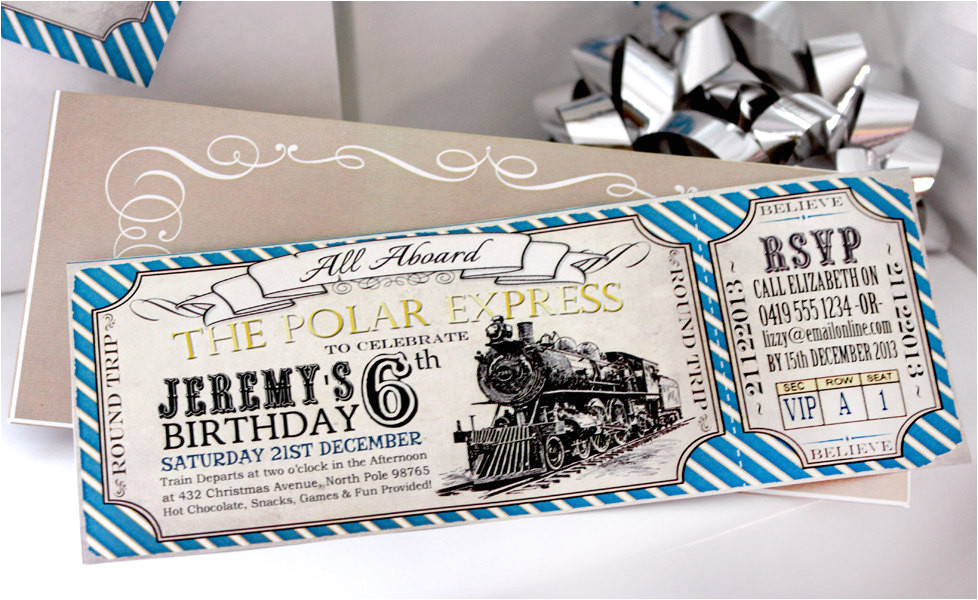 All Aboard
THE POLAR EXPRESS
TO CELEBRATE
JEREMY'S 6th
BIRTHDAY
SATURDAY 21ST DECEMBER
Train Departs at two o'clock in the Afternoon
at 432 Christmas Avenue, North Pole 98765
Hot Chocolate, Snacks, Games & Fun Provided!
ROUND TRIP
ROUND TRIP
BELIEVE
RSVP
CALL ELIZABETH ON
0419 555 1234 -OR-
lizzy@emailonline.com
BY 15th DECEMBER 2013
SEC ROW SEAT
VIP A 1
BELIEVE
~ 21122013 ~
~ 21122013 ~